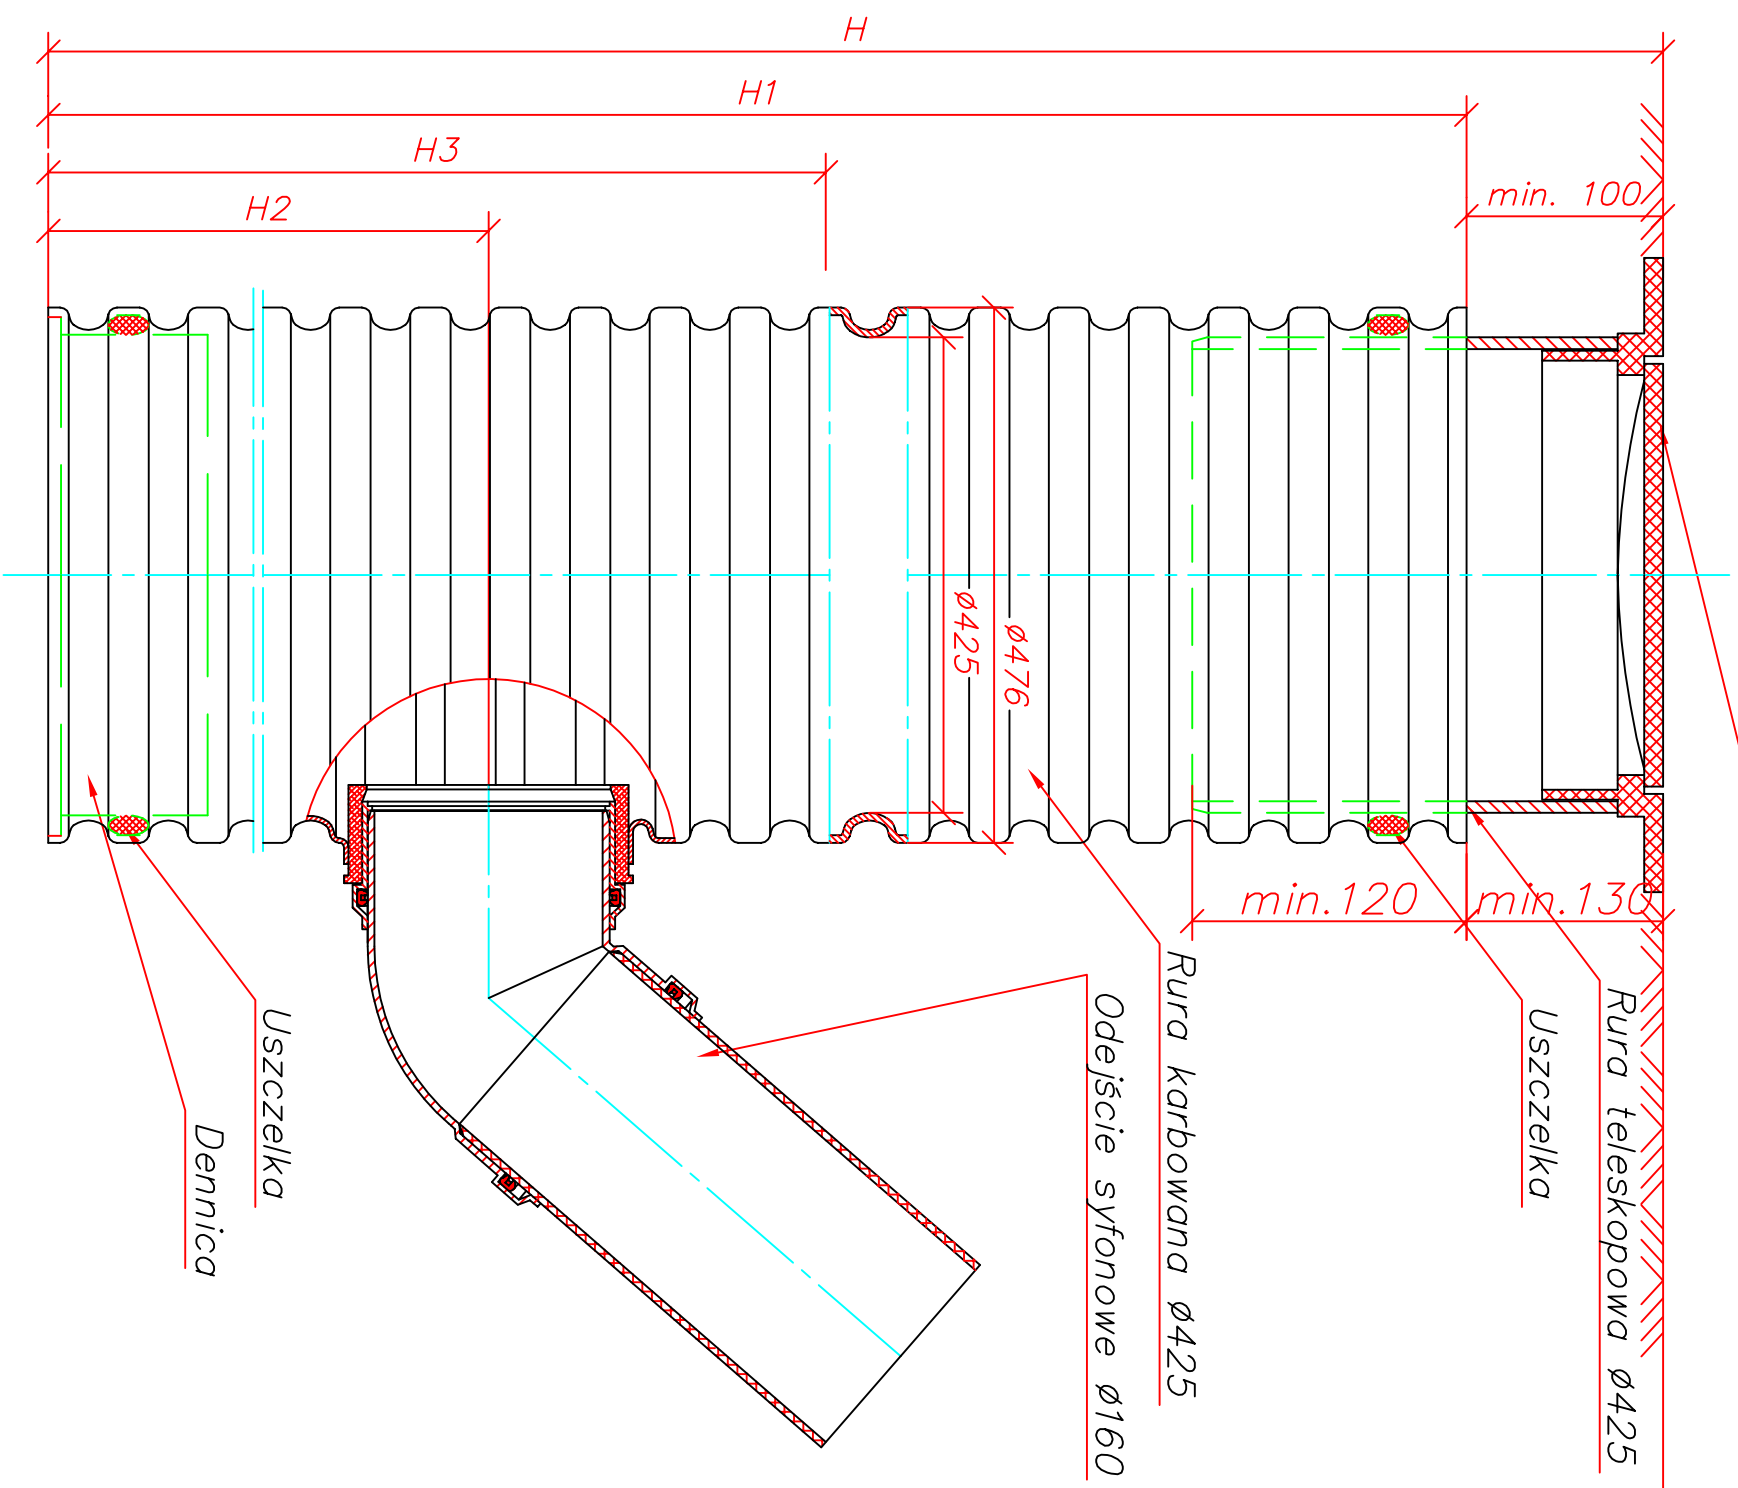 H
H1
H3
H2
min. 100
ø425
ø476
min.120
min.130
Rura teleskopowa ø425
Uszczelka
Rura karbowana ø425
Odejście syfonowe ø160
Uszczelka
Dennica